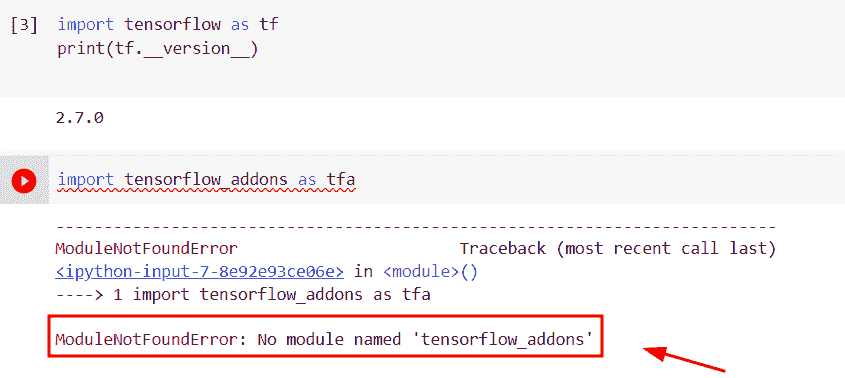 [3] import tensorflow as tf
print(tf.__version__)
2.7.0
import tensorflow_addons as tfa
---------------------------------------------------------------------------
ModuleNotFoundError                       Traceback (most recent call last)
<ipython-input-7-8e92e93ce06e> in <module>()
----> 1 import tensorflow_addons as tfa
ModuleNotFoundError: No module named 'tensorflow_addons'